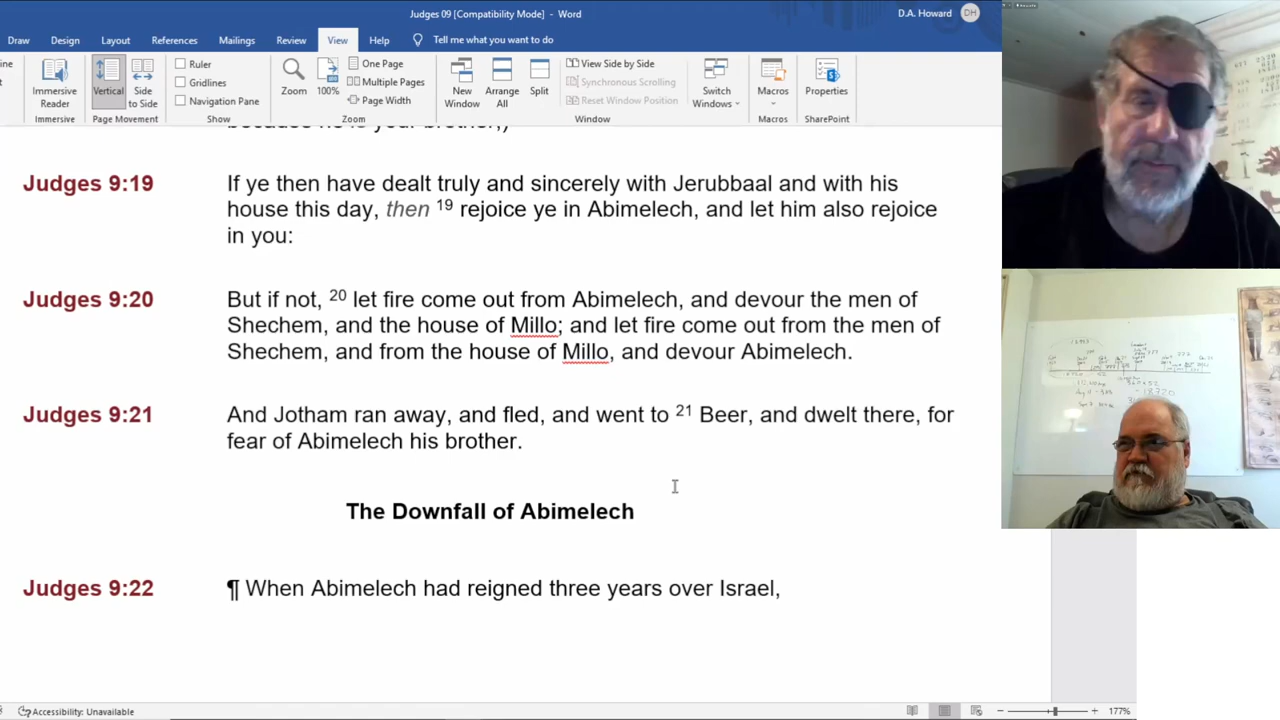 Judges 09 [Compatibility Mode] - Word
D.A. Howard DH
Draw Design Layout References Mailings Review View Help Tell me what you want to do
Immersive Reader
Vertical
Side to Side
Ruler
Gridlines
Navigation Pane
Zoom
100%
One Page
Multiple Pages
Page Width
New Window
Arrange All
Split
View Side by Side
Synchronous Scrolling
Reset Window Position
Switch Windows
Macros
Properties
Immersive Page Movement Show Zoom Window Macros SharePoint
because he is your brother;)
Judges 9:19 If ye then have dealt truly and sincerely with Jerubbaal and with his
house this day, then 19 rejoice ye in Abimelech, and let him also rejoice
in you:
Judges 9:20 But if not, 20 let fire come out from Abimelech, and devour the men of
Shechem, and the house of Millo; and let fire come out from the men of
Shechem, and from the house of Millo, and devour Abimelech.
Judges 9:21 And Jotham ran away, and fled, and went to 21 Beer, and dwelt there, for
fear of Abimelech his brother.
The Downfall of Abimelech
Judges 9:22 ¶ When Abimelech had reigned three years over Israel,
Accessibility: Unavailable
177%